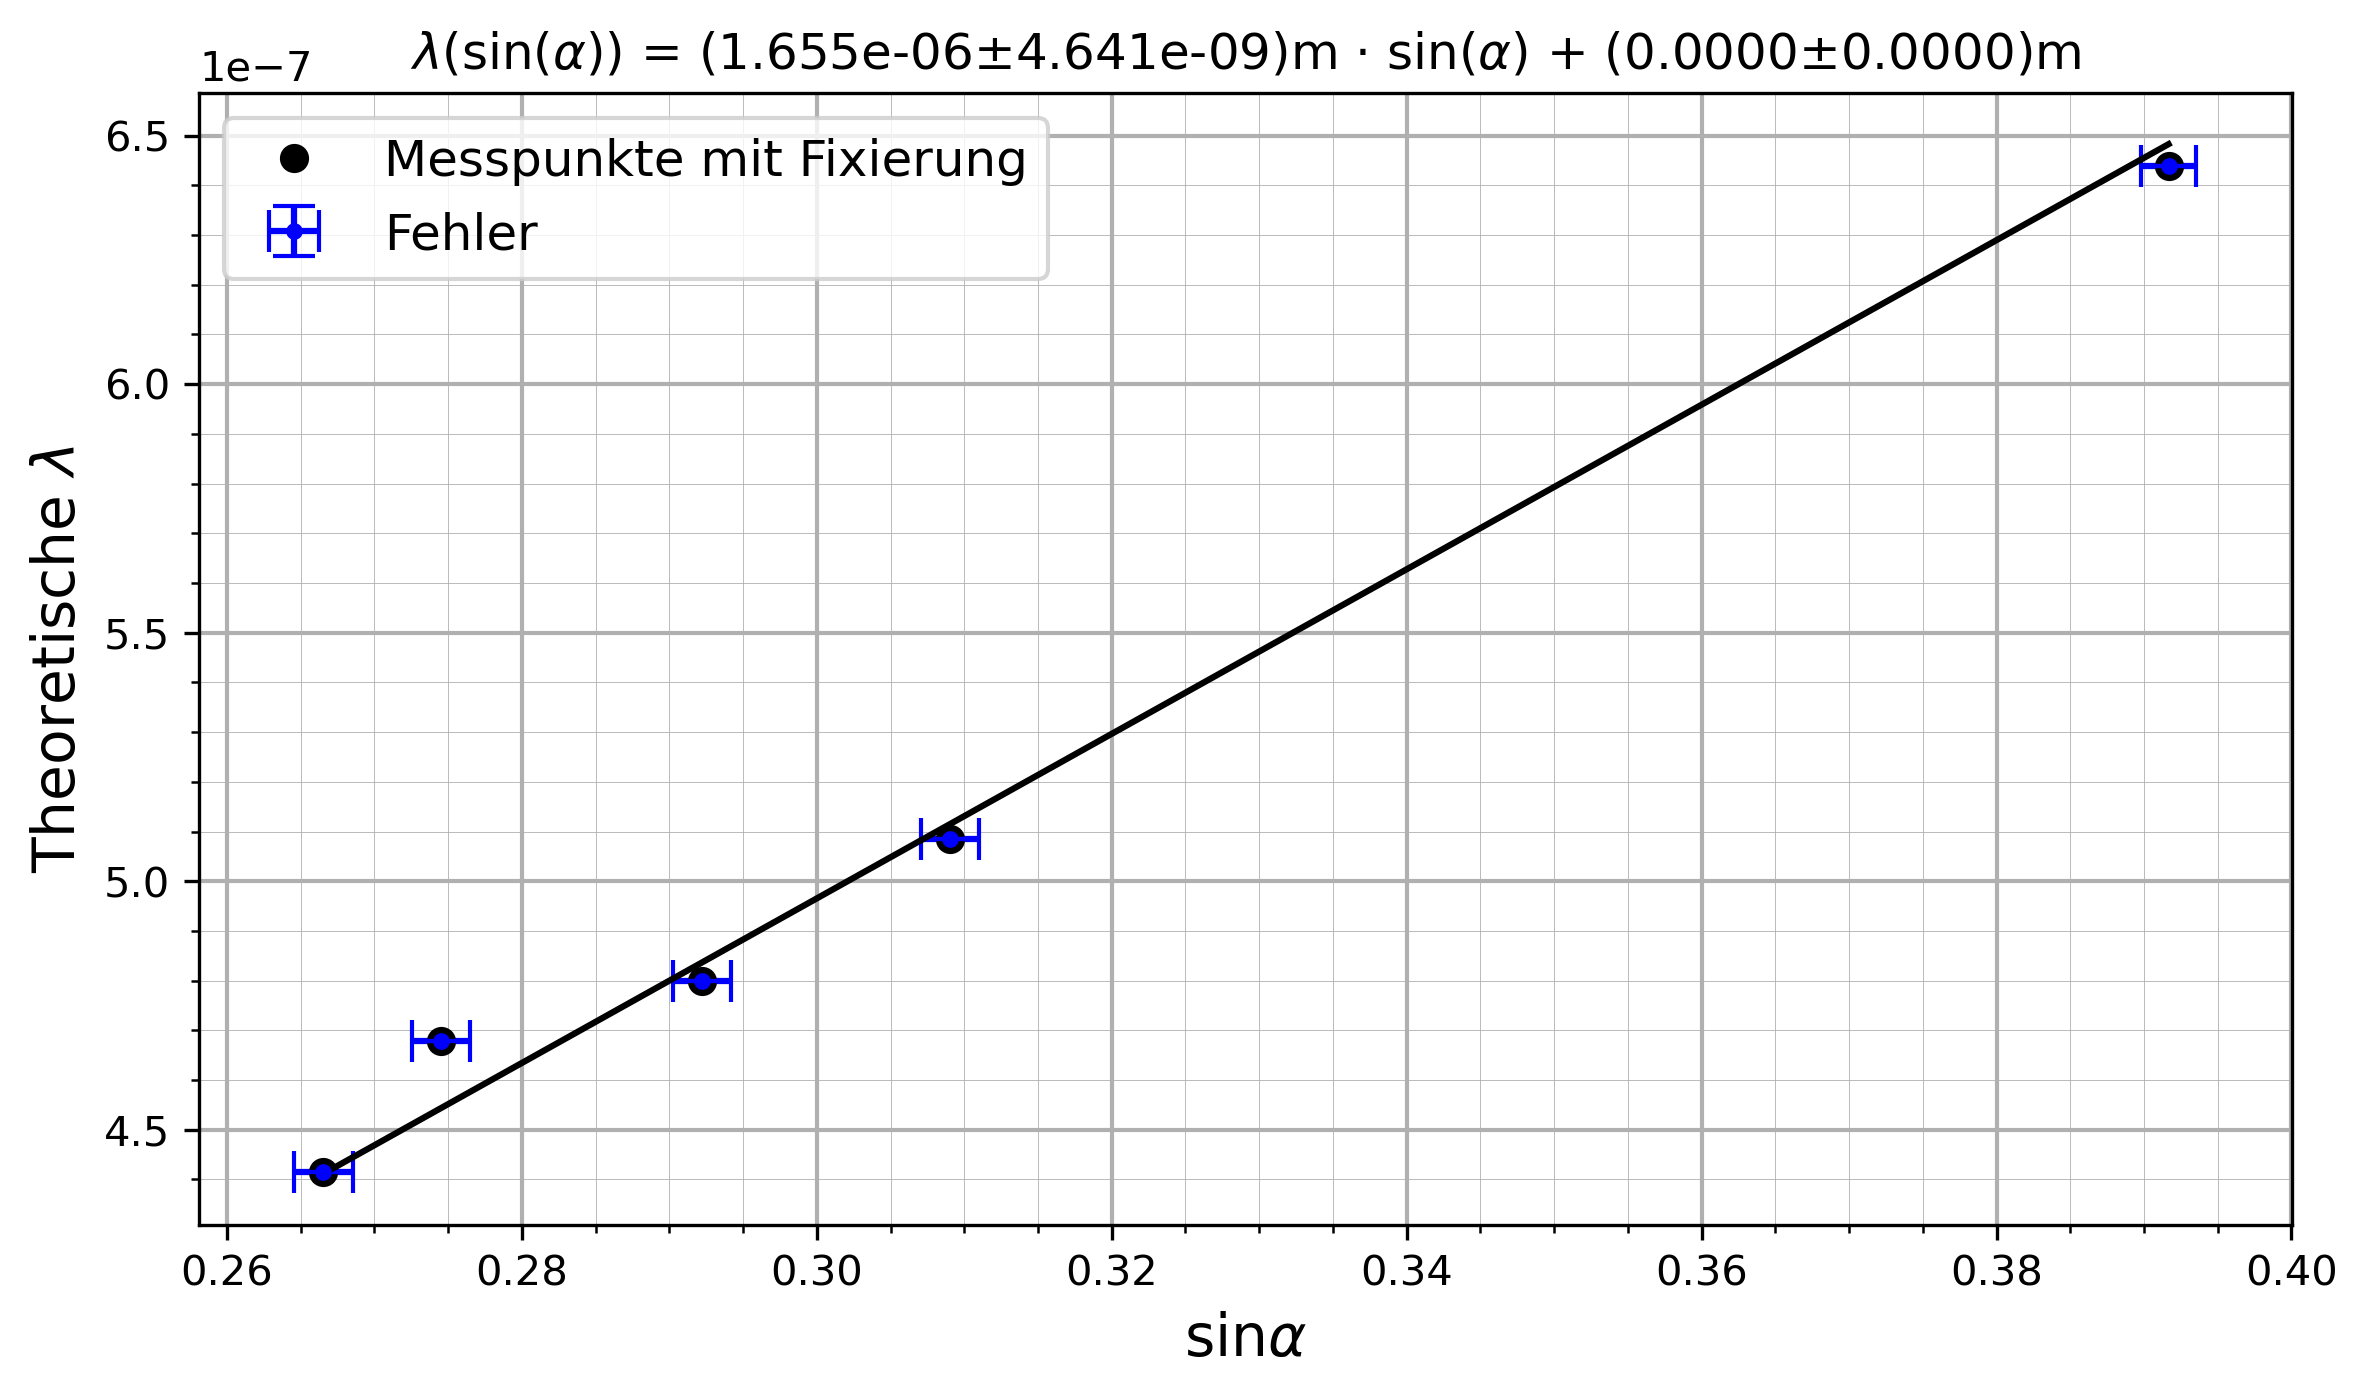 λ(sin(α)) = (1.655e-06±4.641e-09)m · sin(α) + (0.0000±0.0000)m
1e−7
Messpunkte mit Fixierung
Fehler
6.5
6.0
5.5
5.0
4.5
Theoretische λ
0.26 0.28 0.30 0.32 0.34 0.36 0.38 0.40
sinα